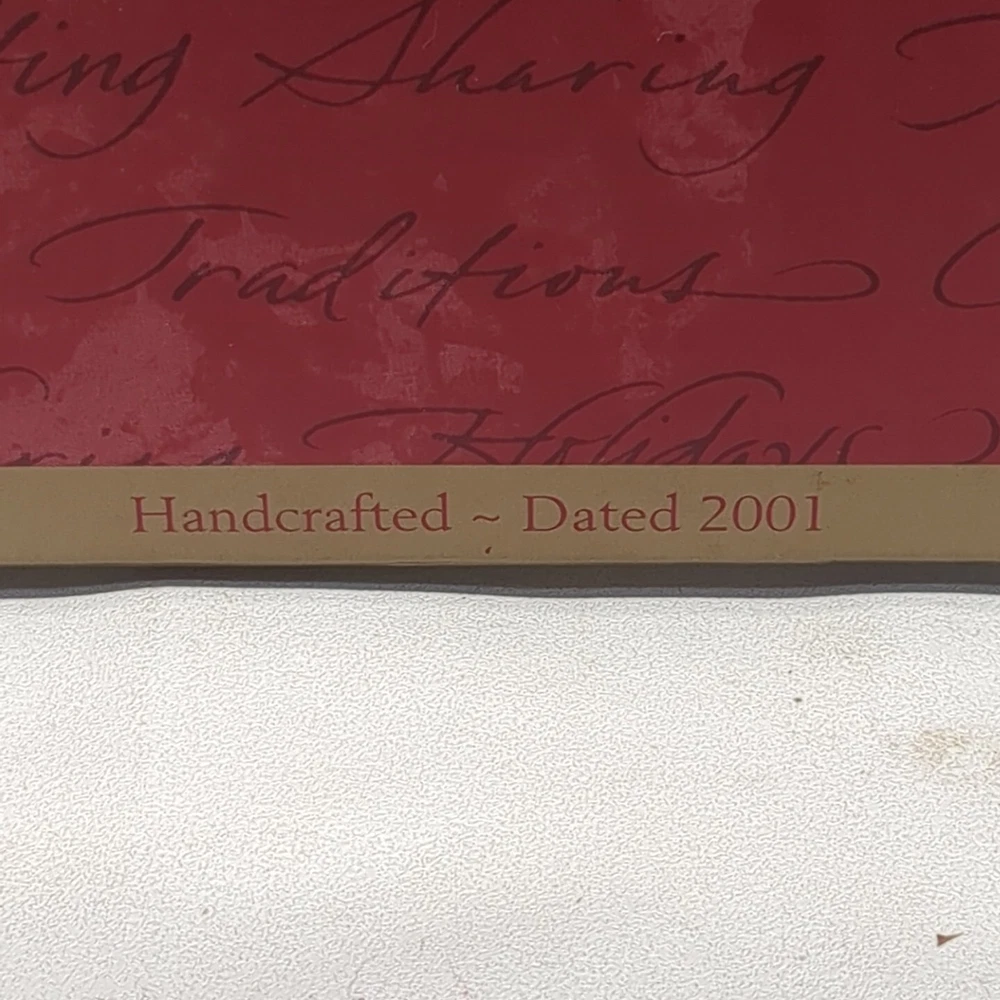 Sharing
Traditions
Holidays
Handcrafted ~ Dated 2001